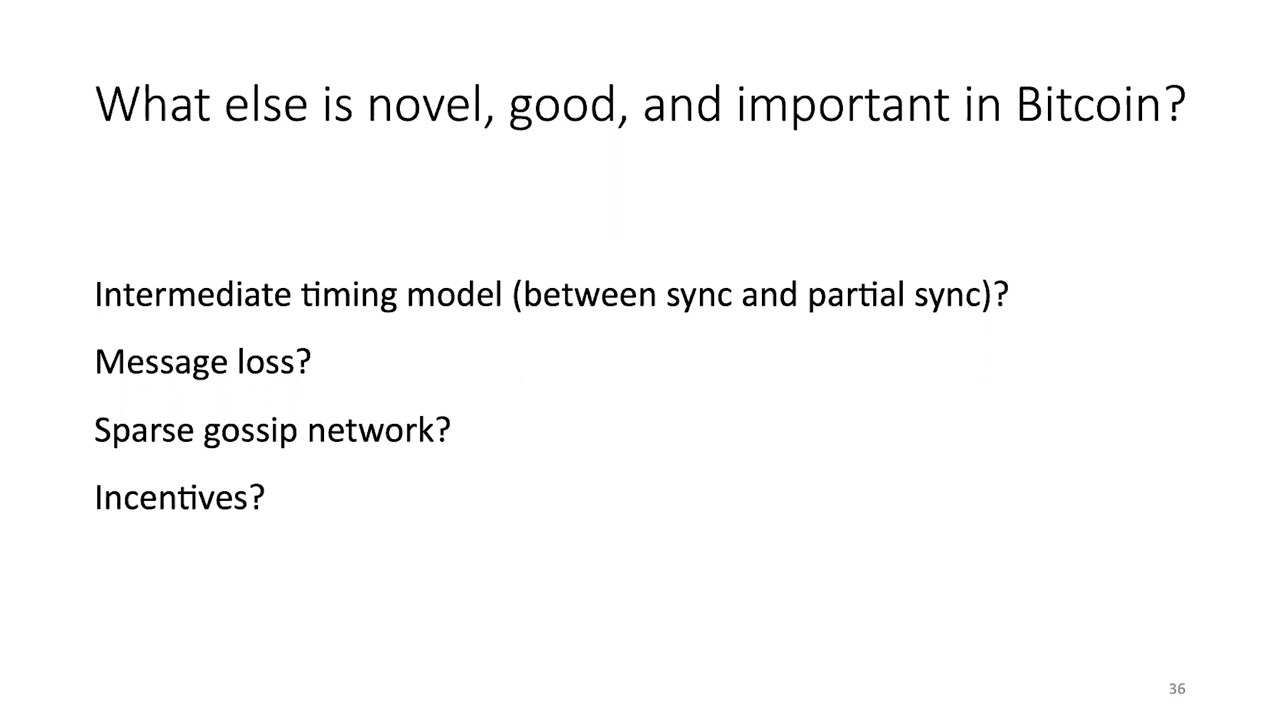 What else is novel, good, and important in Bitcoin?
Intermediate timing model (between sync and partial sync)?
Message loss?
Sparse gossip network?
Incentives?
36